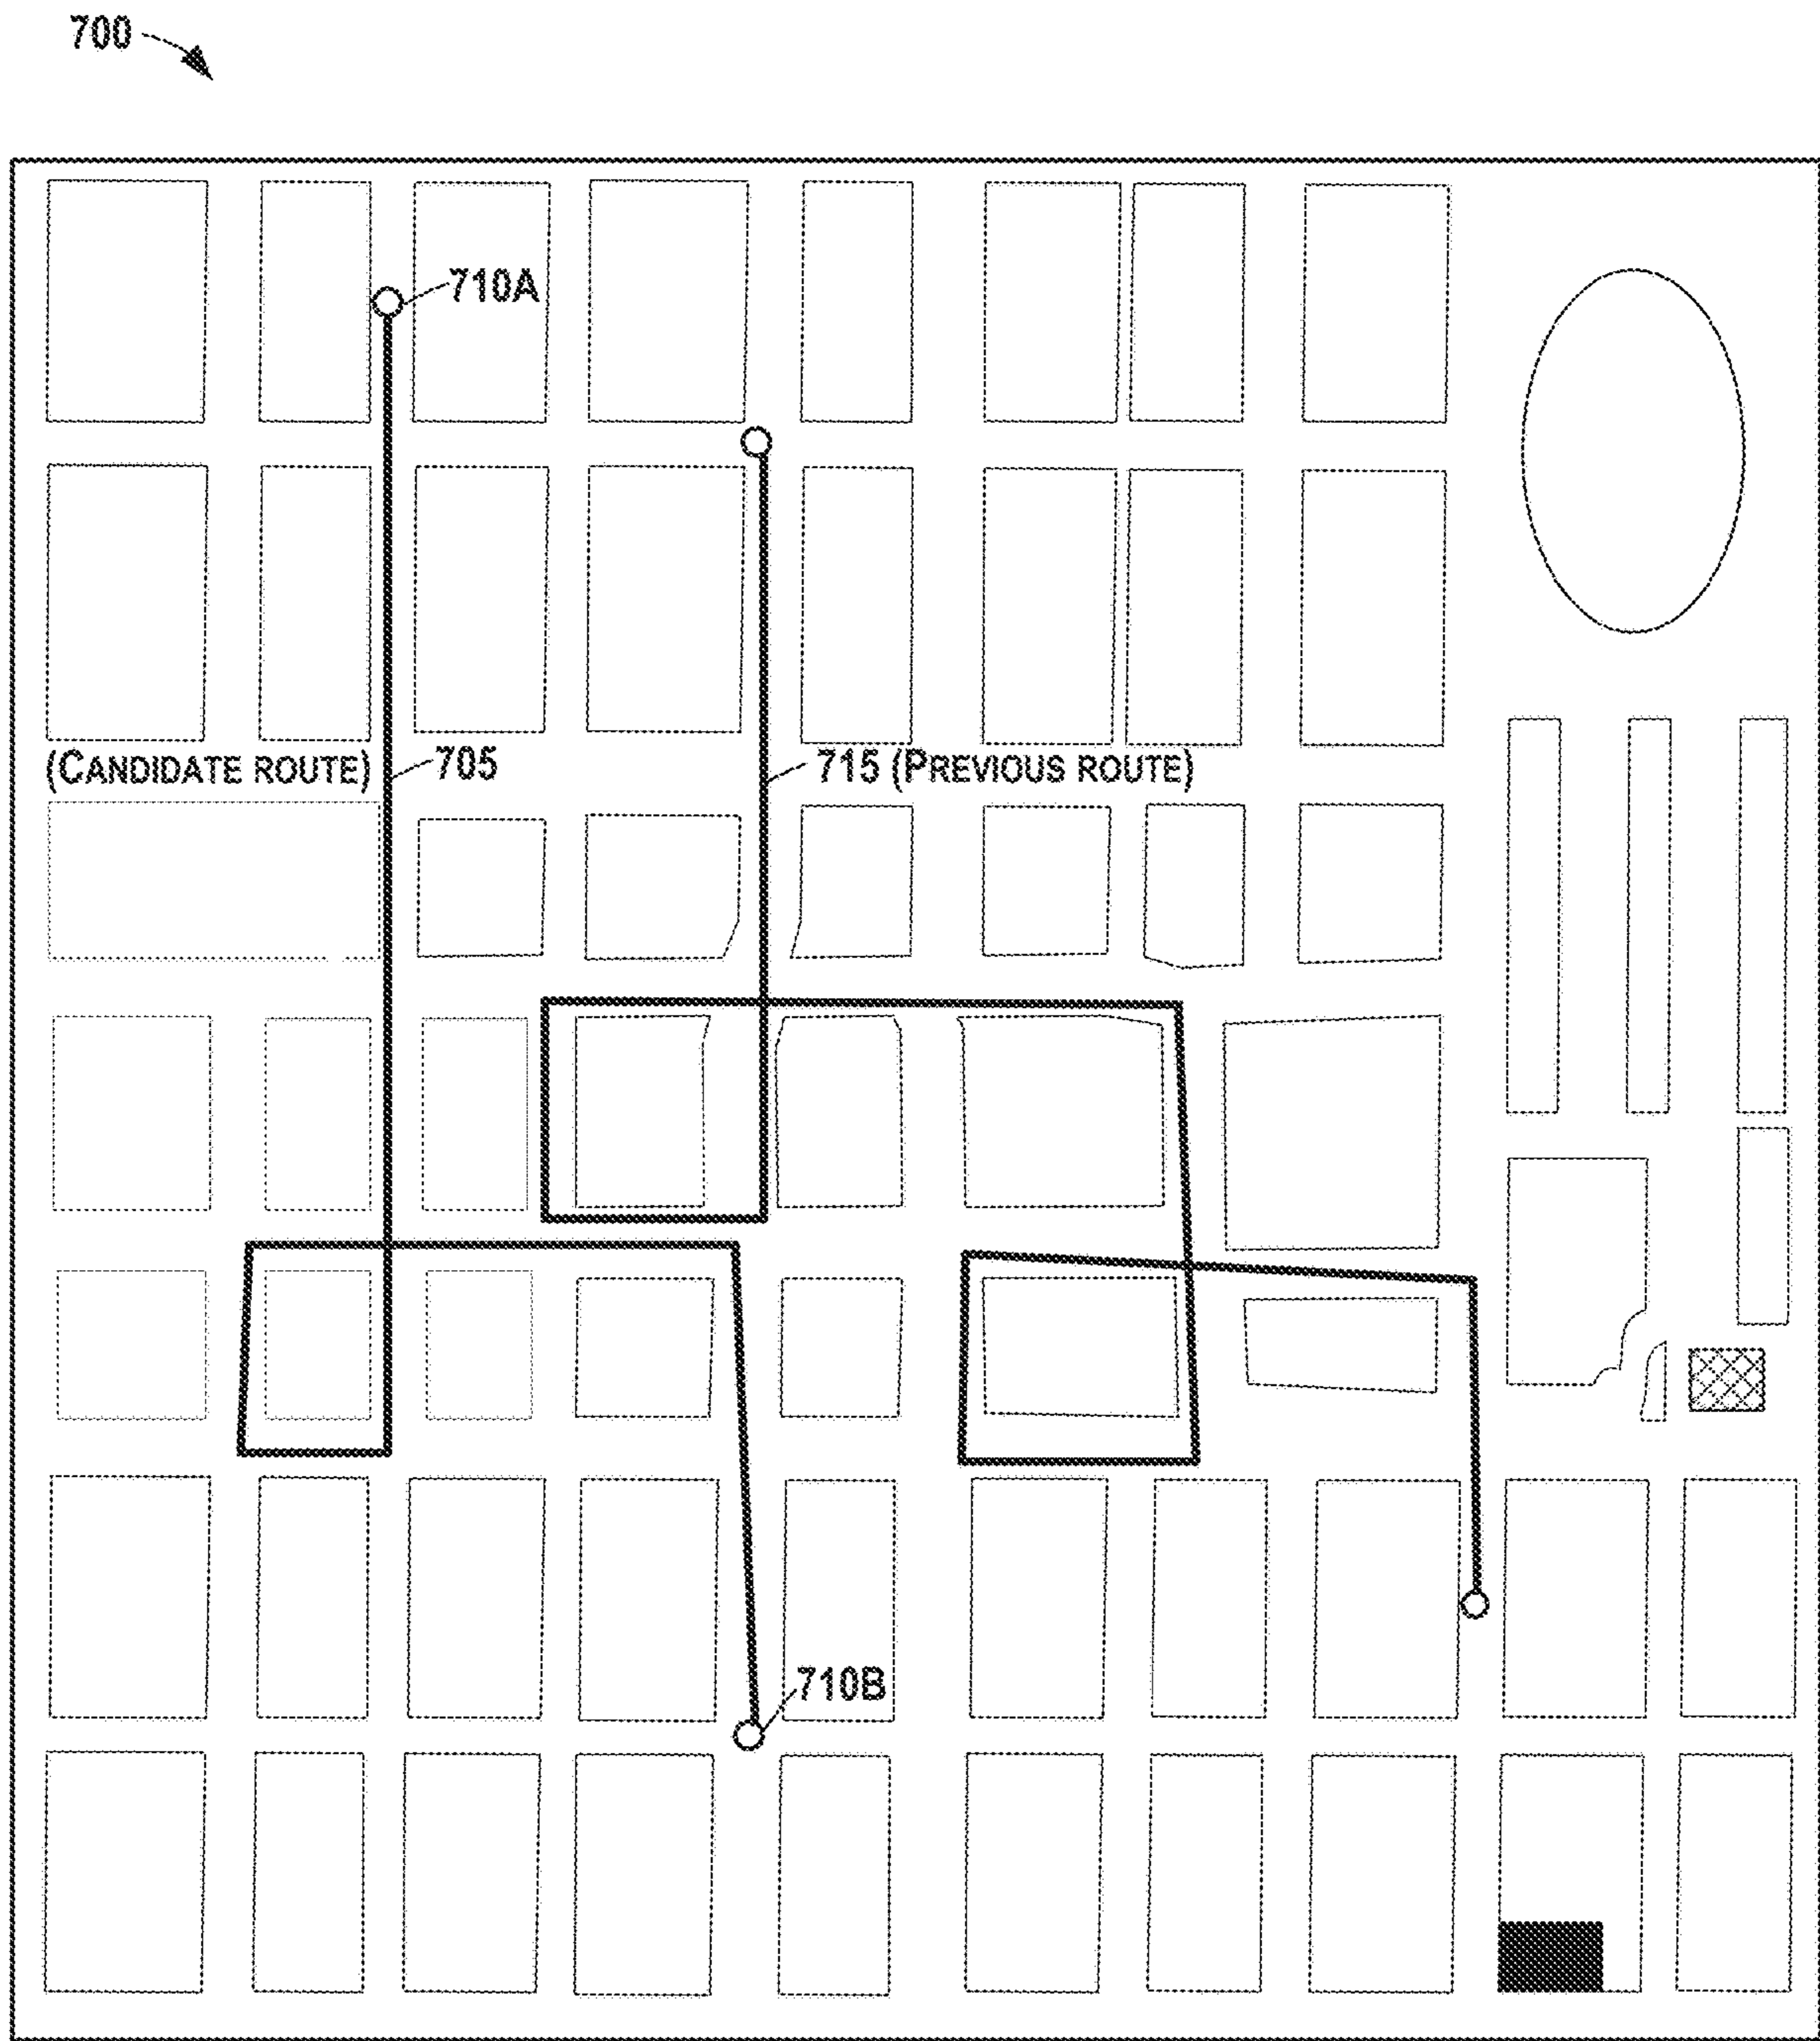 700
710A
(CANDIDATE ROUTE) 705
715 (PREVIOUS ROUTE)
710B